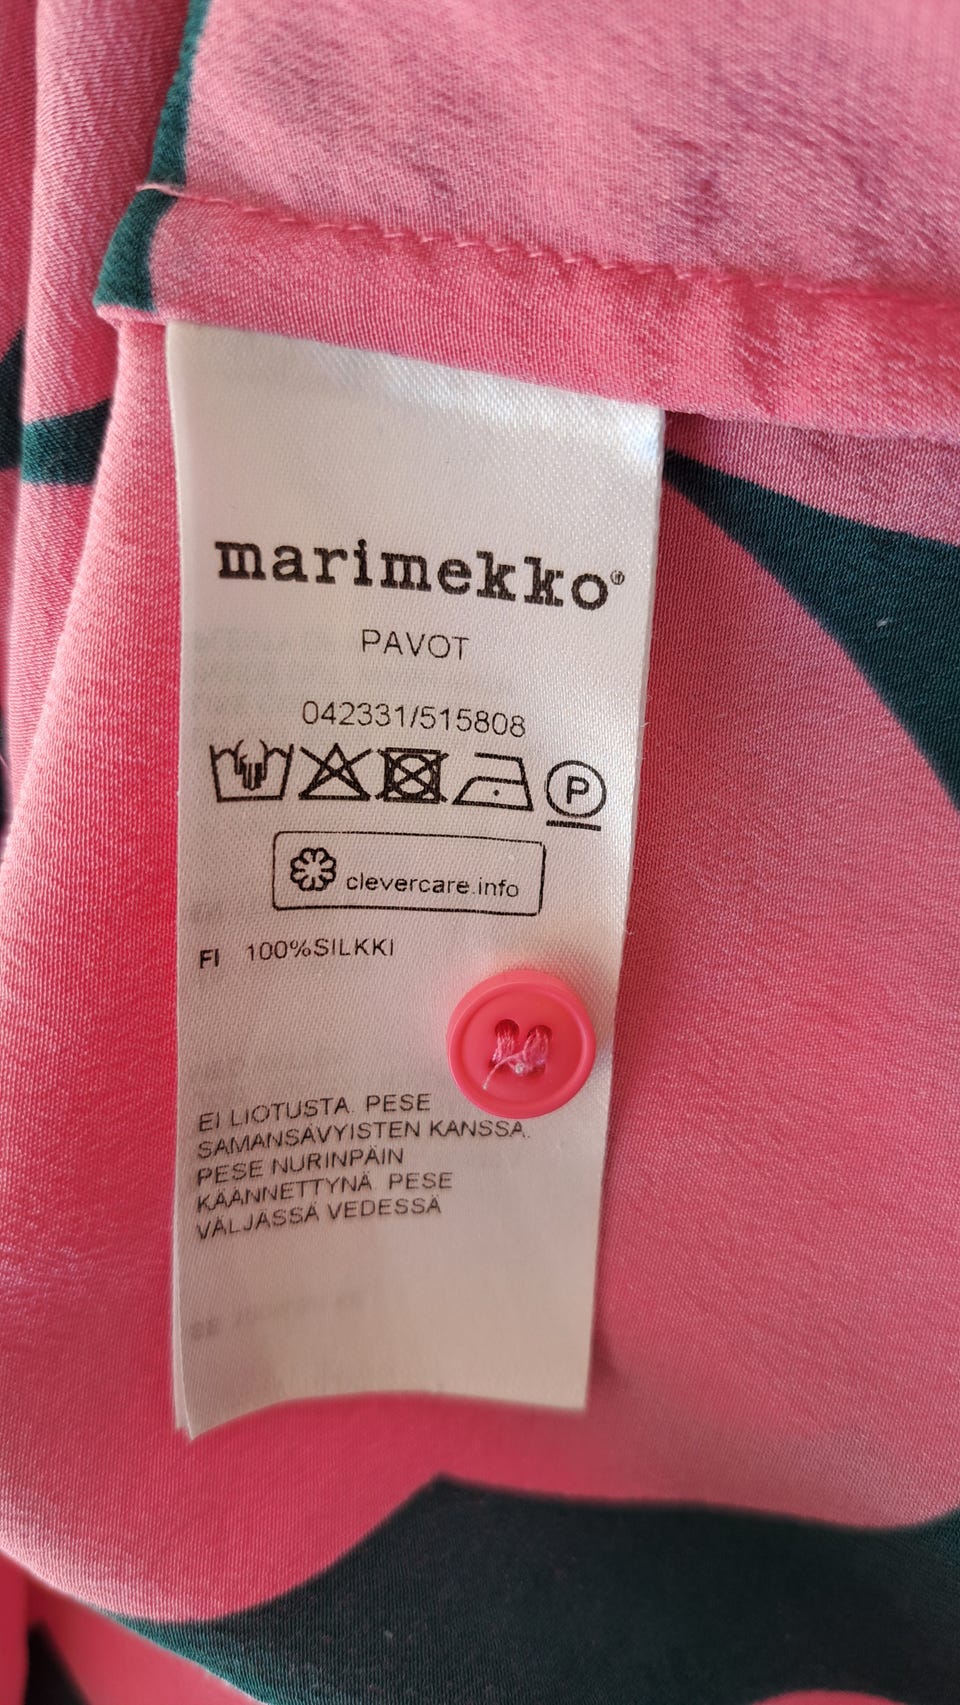 marimekko®
PAVOT
042331/515808
P
clevercare.info
FI 100%SILKKI
EI LIOTUSTA. PESE
SAMANSÄVYISTEN KANSSA.
PESE NURINPÄIN
KÄÄNNETTYNÄ. PESE
VÄLJÄSSÄ VEDESSÄ